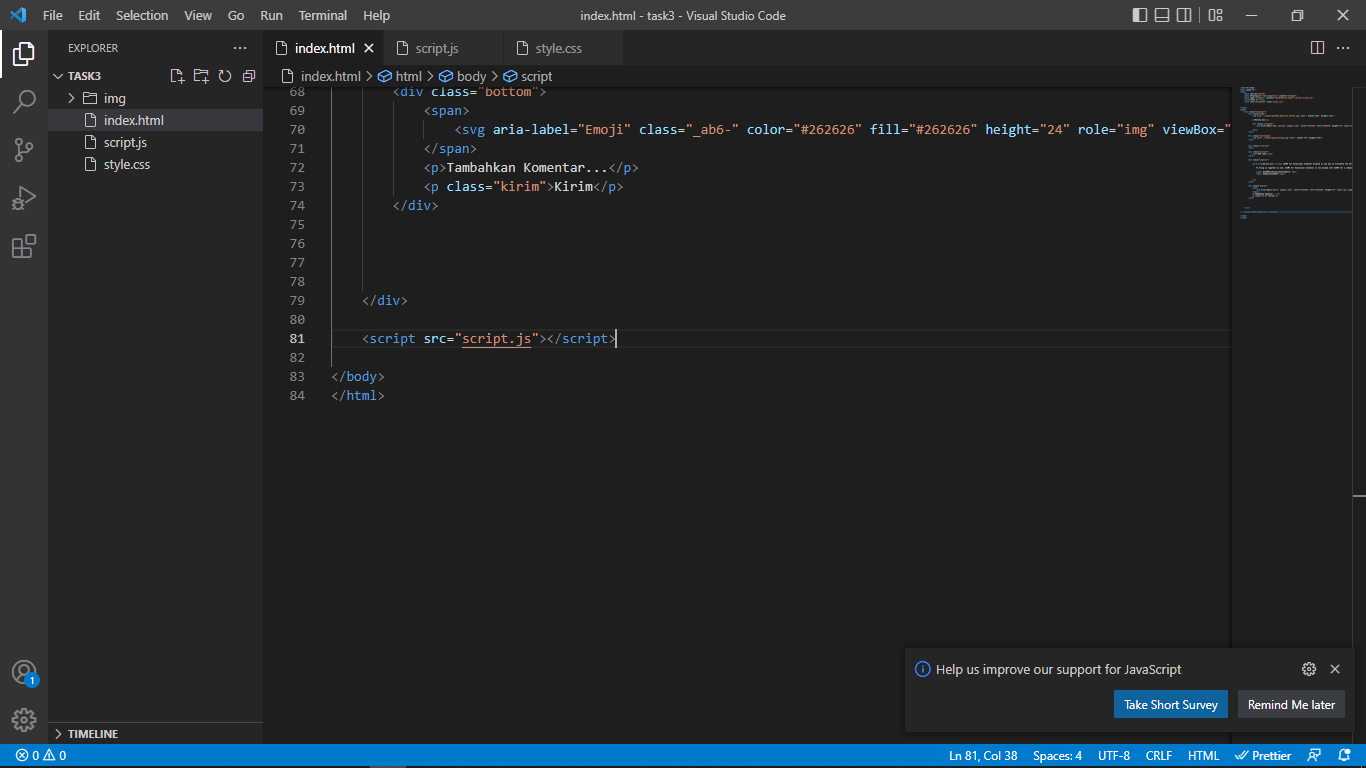 File Edit Selection View Go Run Terminal Help index.html - task3 - Visual Studio Code
EXPLORER
TASK3
img
index.html
script.js
style.css
TIMELINE
index.html script.js style.css
index.html > html > body > script
68 <div class="bottom">
69 <span>
70 <svg aria-label="Emoji" class="_ab6-" color="#262626" fill="#262626" height="24" role="img" viewBox="
71 </span>
72 <p>Tambahkan Komentar...</p>
73 <p class="kirim">Kirim</p>
74 </div>
75
76
77
78
79 </div>
80
81 <script src="script.js"></script>
82
83 </body>
84 </html>
Help us improve our support for JavaScript
Take Short Survey Remind Me later
1
0 0 Ln 81, Col 38 Spaces: 4 UTF-8 CRLF HTML Prettier